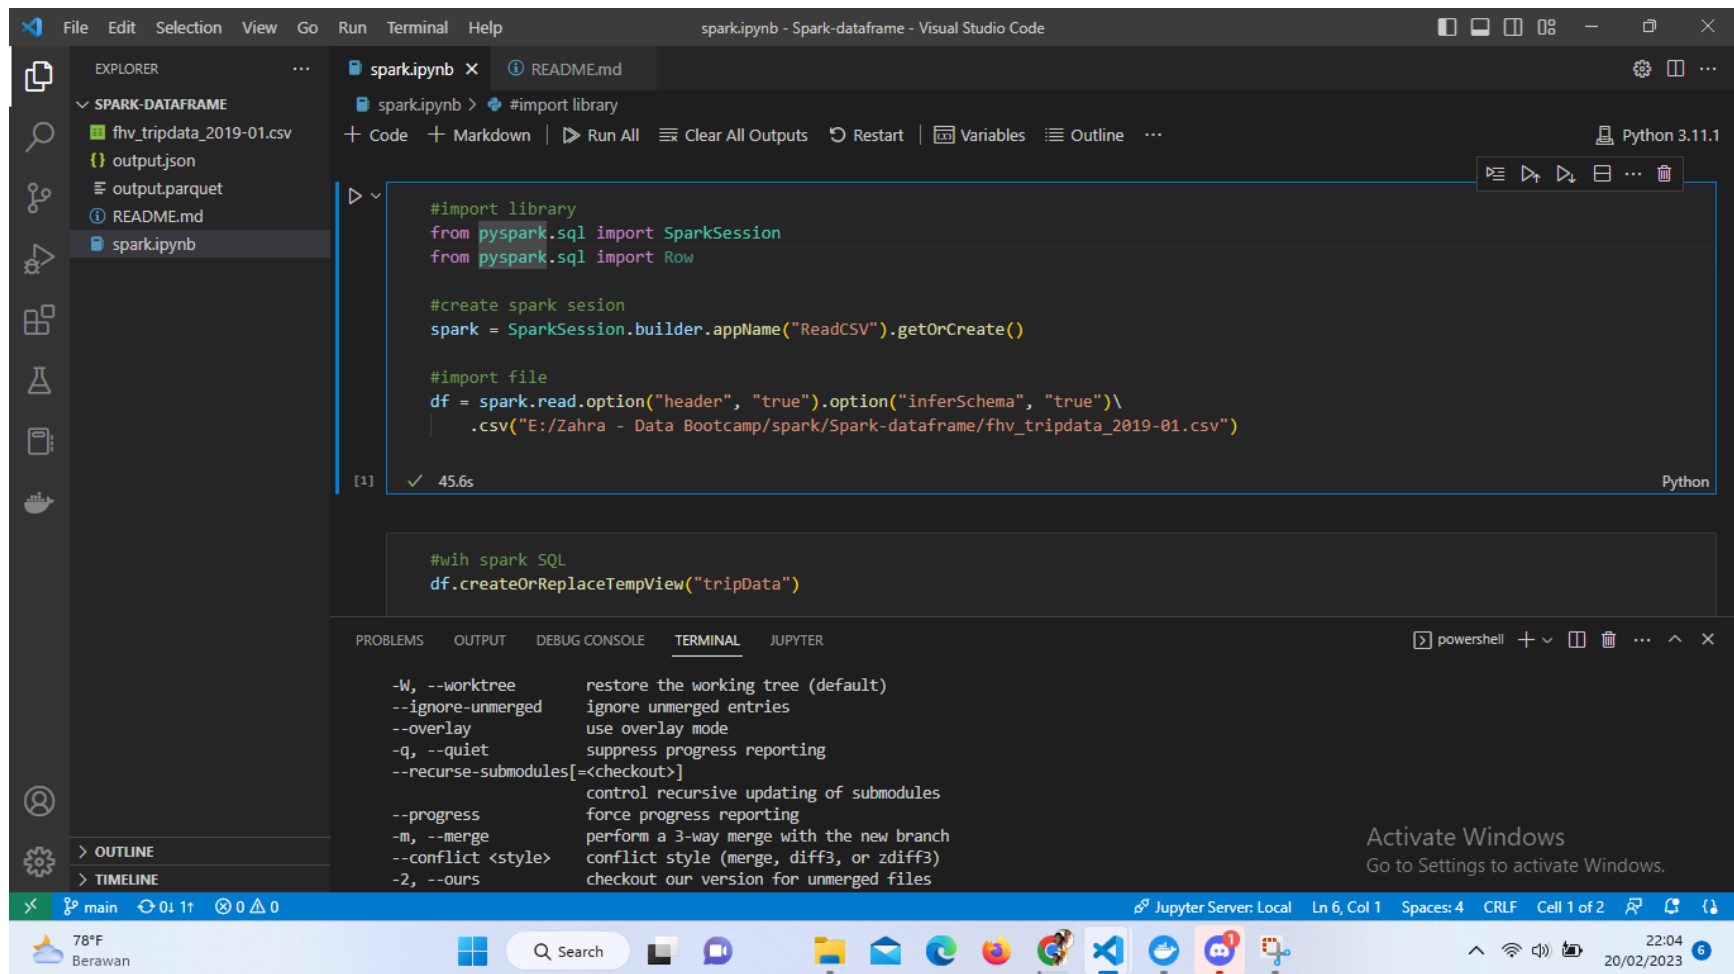 File Edit Selection View Go Run Terminal Help
spark.ipynb - Spark-dataframe - Visual Studio Code
EXPLORER
SPARK-DATAFRAME
fhv_tripdata_2019-01.csv
{} output.json
output.parquet
README.md
spark.ipynb
OUTLINE
TIMELINE
spark.ipynb README.md
spark.ipynb > #import library
+ Code + Markdown | Run All Clear All Outputs Restart | Variables Outline ...
Python 3.11.1
#import library
from pyspark.sql import SparkSession
from pyspark.sql import Row
#create spark sesion
spark = SparkSession.builder.appName("ReadCSV").getOrCreate()
#import file
df = spark.read.option("header", "true").option("inferSchema", "true")\
.csv("E:/Zahra - Data Bootcamp/spark/Spark-dataframe/fhv_tripdata_2019-01.csv")
[1] 45.6s Python
#wih spark SQL
df.createOrReplaceTempView("tripData")
PROBLEMS OUTPUT DEBUG CONSOLE TERMINAL JUPYTER
powershell
-W, --worktree restore the working tree (default)
--ignore-unmerged ignore unmerged entries
--overlay use overlay mode
-q, --quiet suppress progress reporting
--recurse-submodules[=<checkout>]
control recursive updating of submodules
--progress force progress reporting
-m, --merge perform a 3-way merge with the new branch
--conflict <style> conflict style (merge, diff3, or zdiff3)
-2, --ours checkout our version for unmerged files
Activate Windows
Go to Settings to activate Windows.
main 0↓ 1↑ 0 0
Jupyter Server: Local Ln 6, Col 1 Spaces: 4 CRLF Cell 1 of 2
78°F
Berawan
Search
1
22:04
20/02/2023
6